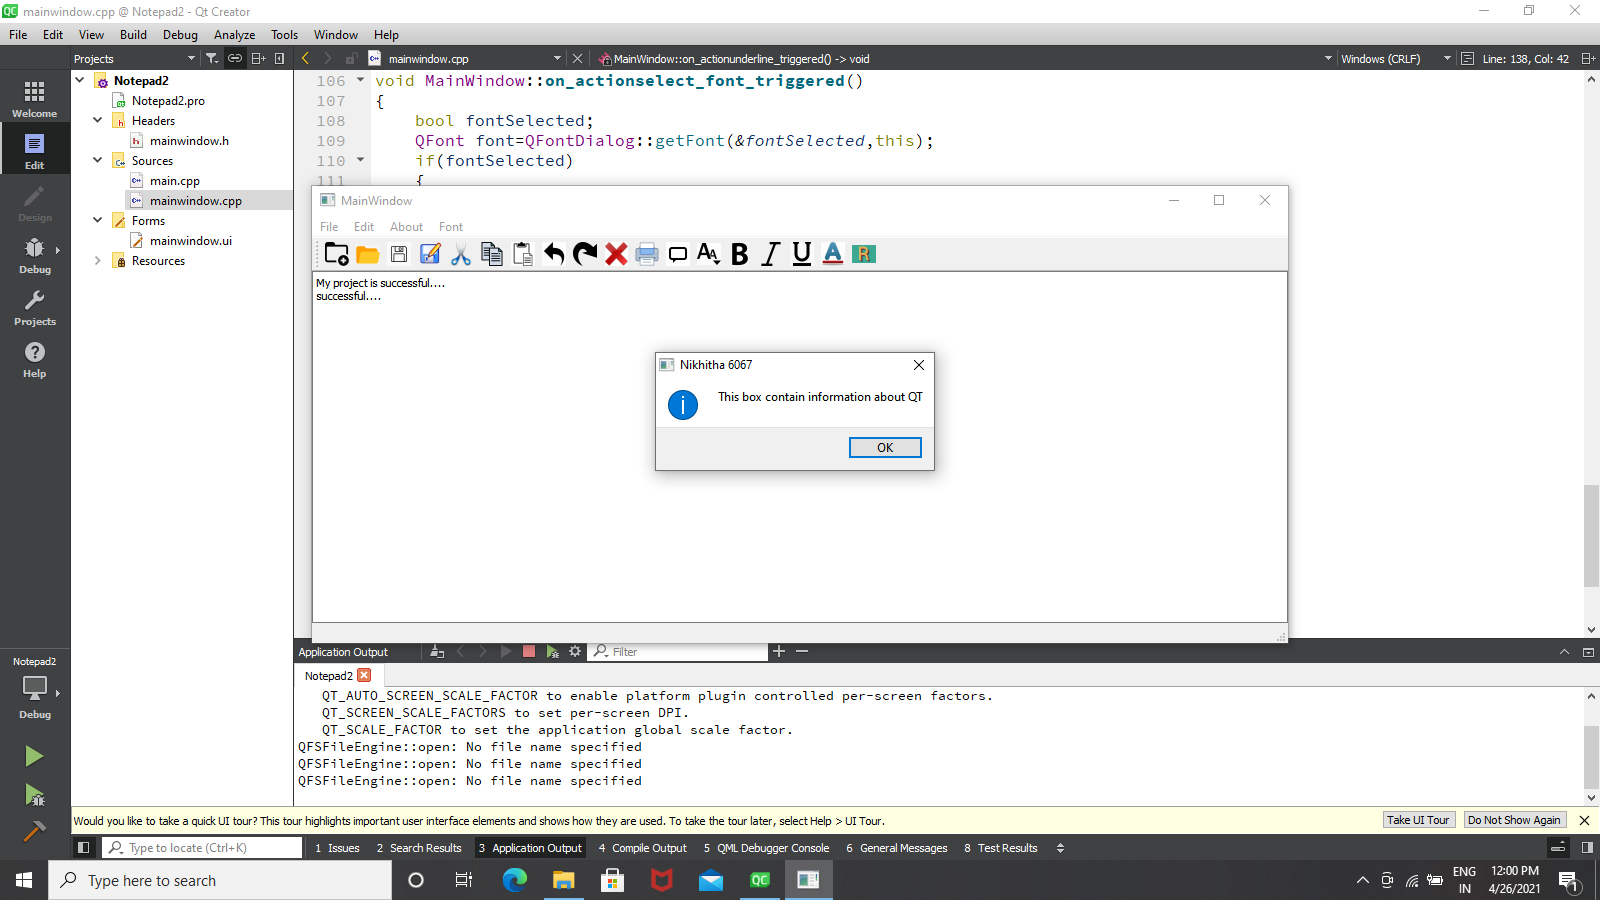 mainwindow.cpp @ Notepad2 - Qt Creator
File Edit View Build Debug Analyze Tools Window Help
Projects
mainwindow.cpp
MainWindow::on_actionunderline_triggered() -> void
Windows (CRLF)
Line: 138, Col: 42
Welcome
Edit
Design
Debug
Projects
Help
Notepad2
Debug
Notepad2
Notepad2.pro
Headers
mainwindow.h
Sources
main.cpp
mainwindow.cpp
Forms
mainwindow.ui
Resources
106 void MainWindow::on_actionselect_font_triggered()
107 {
108 bool fontSelected;
109 QFont font=QFontDialog::getFont(&fontSelected,this);
110 if(fontSelected)
111 {
MainWindow
File Edit About Font
My project is successful....
successful....
Nikhitha 6067
This box contain information about QT
OK
Application Output
Filter
Notepad2
QT_AUTO_SCREEN_SCALE_FACTOR to enable platform plugin controlled per-screen factors.
QT_SCREEN_SCALE_FACTORS to set per-screen DPI.
QT_SCALE_FACTOR to set the application global scale factor.
QFSFileEngine::open: No file name specified
QFSFileEngine::open: No file name specified
QFSFileEngine::open: No file name specified
Would you like to take a quick UI tour? This tour highlights important user interface elements and shows how they are used. To take the tour later, select Help > UI Tour.
Take UI Tour
Do Not Show Again
Type to locate (Ctrl+K)
1 Issues 2 Search Results 3 Application Output 4 Compile Output 5 QML Debugger Console 6 General Messages 8 Test Results
Type here to search
ENG
IN
12:00 PM
4/26/2021
1